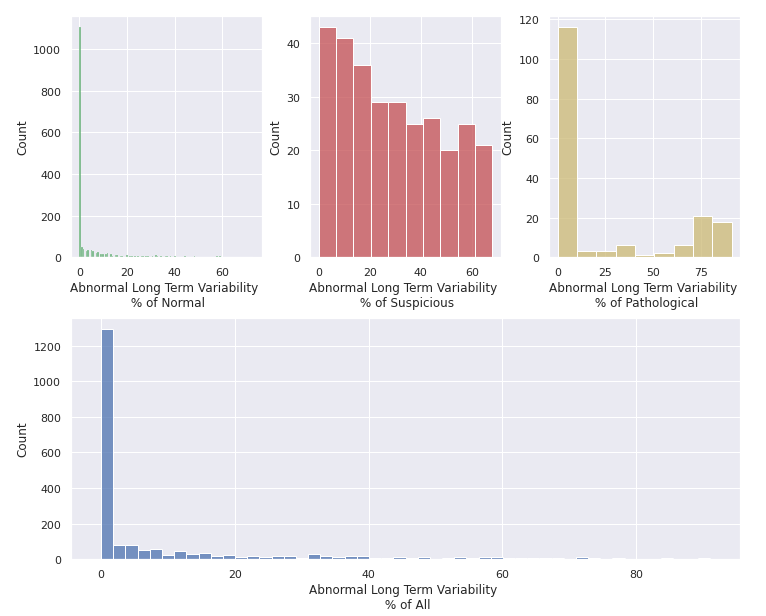 1000
800
600
400
200
0
Count
0 20 40 60
Abnormal Long Term Variability
% of Normal
40
30
20
10
0
Count
0 20 40 60
Abnormal Long Term Variability
% of Suspicious
120
100
80
60
40
20
0
Count
0 25 50 75
Abnormal Long Term Variability
% of Pathological
1200
1000
800
600
400
200
0
Count
0 20 40 60 80
Abnormal Long Term Variability
% of All